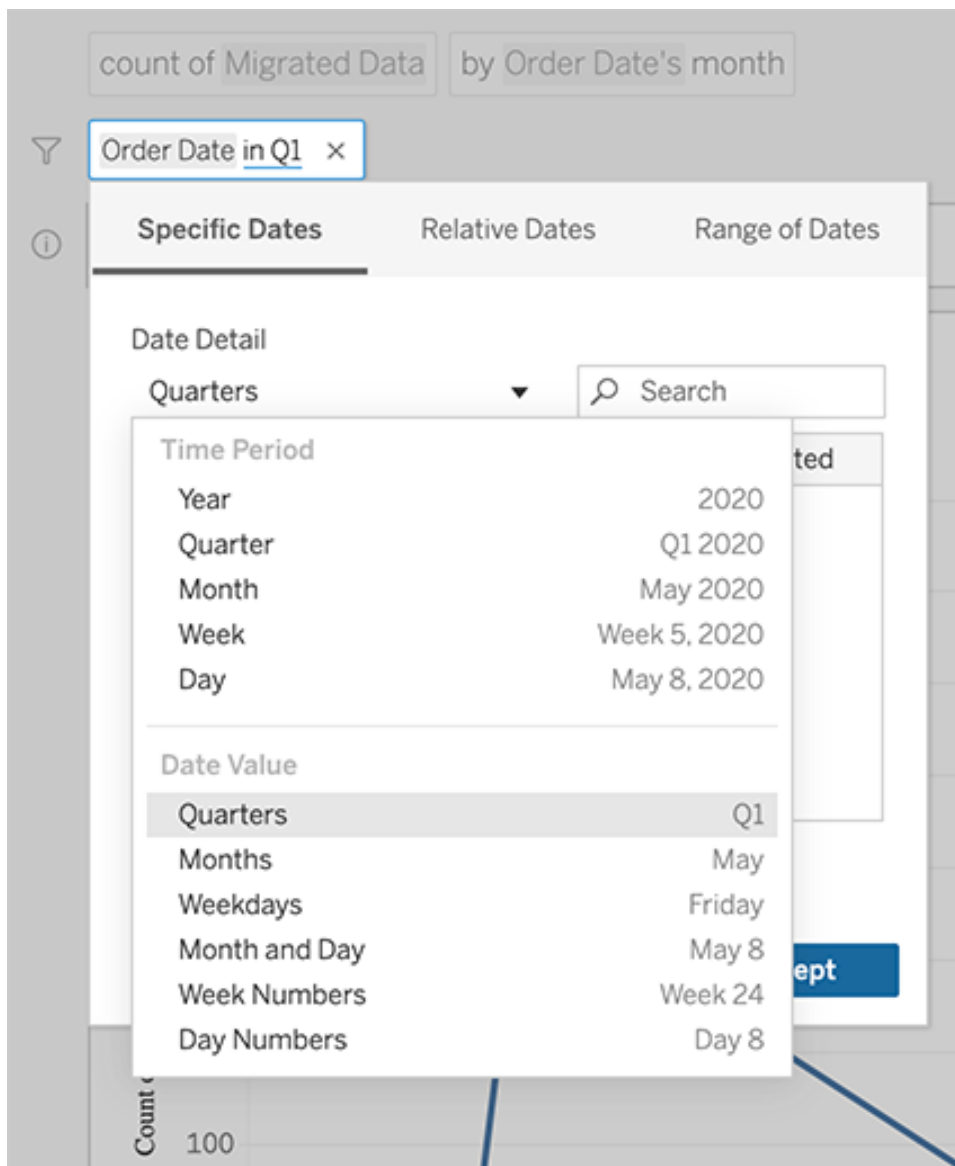 count of Migrated Data by Order Date's month
Order Date in Q1 ×
Specific Dates Relative Dates Range of Dates
Date Detail
Quarters Search
Time Period
ted
Year 2020
Quarter Q1 2020
Month May 2020
Week Week 5, 2020
Day May 8, 2020
Date Value
Quarters Q1
Months May
Weekdays Friday
Month and Day May 8
ept
Week Numbers Week 24
Day Numbers Day 8
Count
100